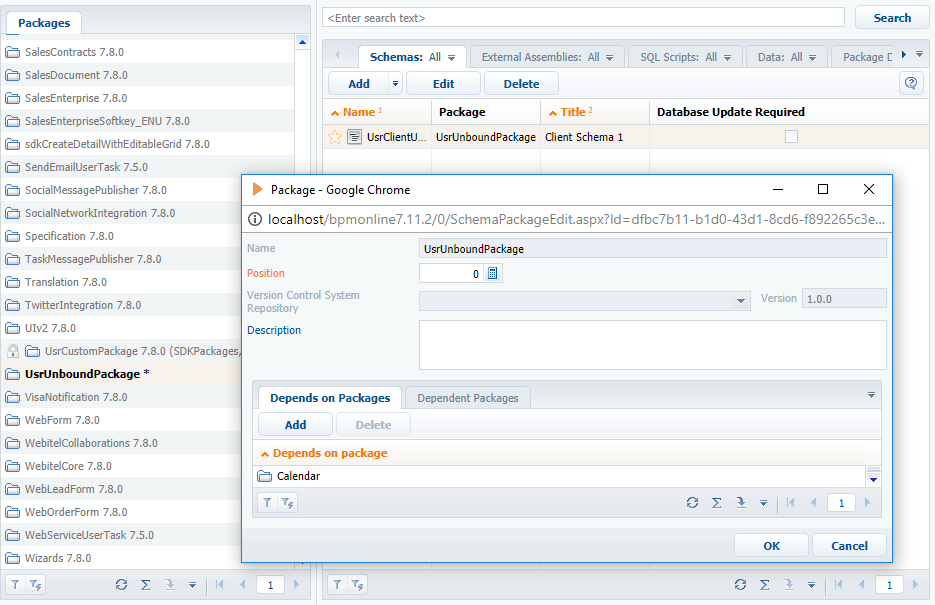 Packages
SalesContracts 7.8.0
SalesDocument 7.8.0
SalesEnterprise 7.8.0
SalesEnterpriseSoftkey_ENU 7.8.0
sdkCreateDetailWithEditableGrid 7.8.0
SendEmailUserTask 7.5.0
SocialMessagePublisher 7.8.0
SocialNetworkIntegration 7.8.0
Specification 7.8.0
TaskMessagePublisher 7.8.0
Translation 7.8.0
TwitterIntegration 7.8.0
UIv2 7.8.0
UsrCustomPackage 7.8.0 (SDKPackages,
UsrUnboundPackage *
VisaNotification 7.8.0
WebForm 7.8.0
WebitelCollaborations 7.8.0
WebitelCore 7.8.0
WebLeadForm 7.8.0
WebOrderForm 7.8.0
WebServiceUserTask 7.5.0
Wizards 7.8.0
1
<Enter search text>
Search
Schemas: All
External Assemblies: All
SQL Scripts: All
Data: All
Package D
Add
Edit
Delete
Name 1
Package
Title 2
Database Update Required
UsrClientU...
UsrUnboundPackage
Client Schema 1
Package - Google Chrome
localhost/bpmonline7.11.2/0/SchemaPackageEdit.aspx?Id=dfbc7b11-b1d0-43d1-8cd6-f892265c3e...
Name
UsrUnboundPackage
Position
0
Version Control System
Repository
Version
1.0.0
Description
Depends on Packages
Dependent Packages
Add
Delete
Depends on package
Calendar
1
OK
Cancel
1